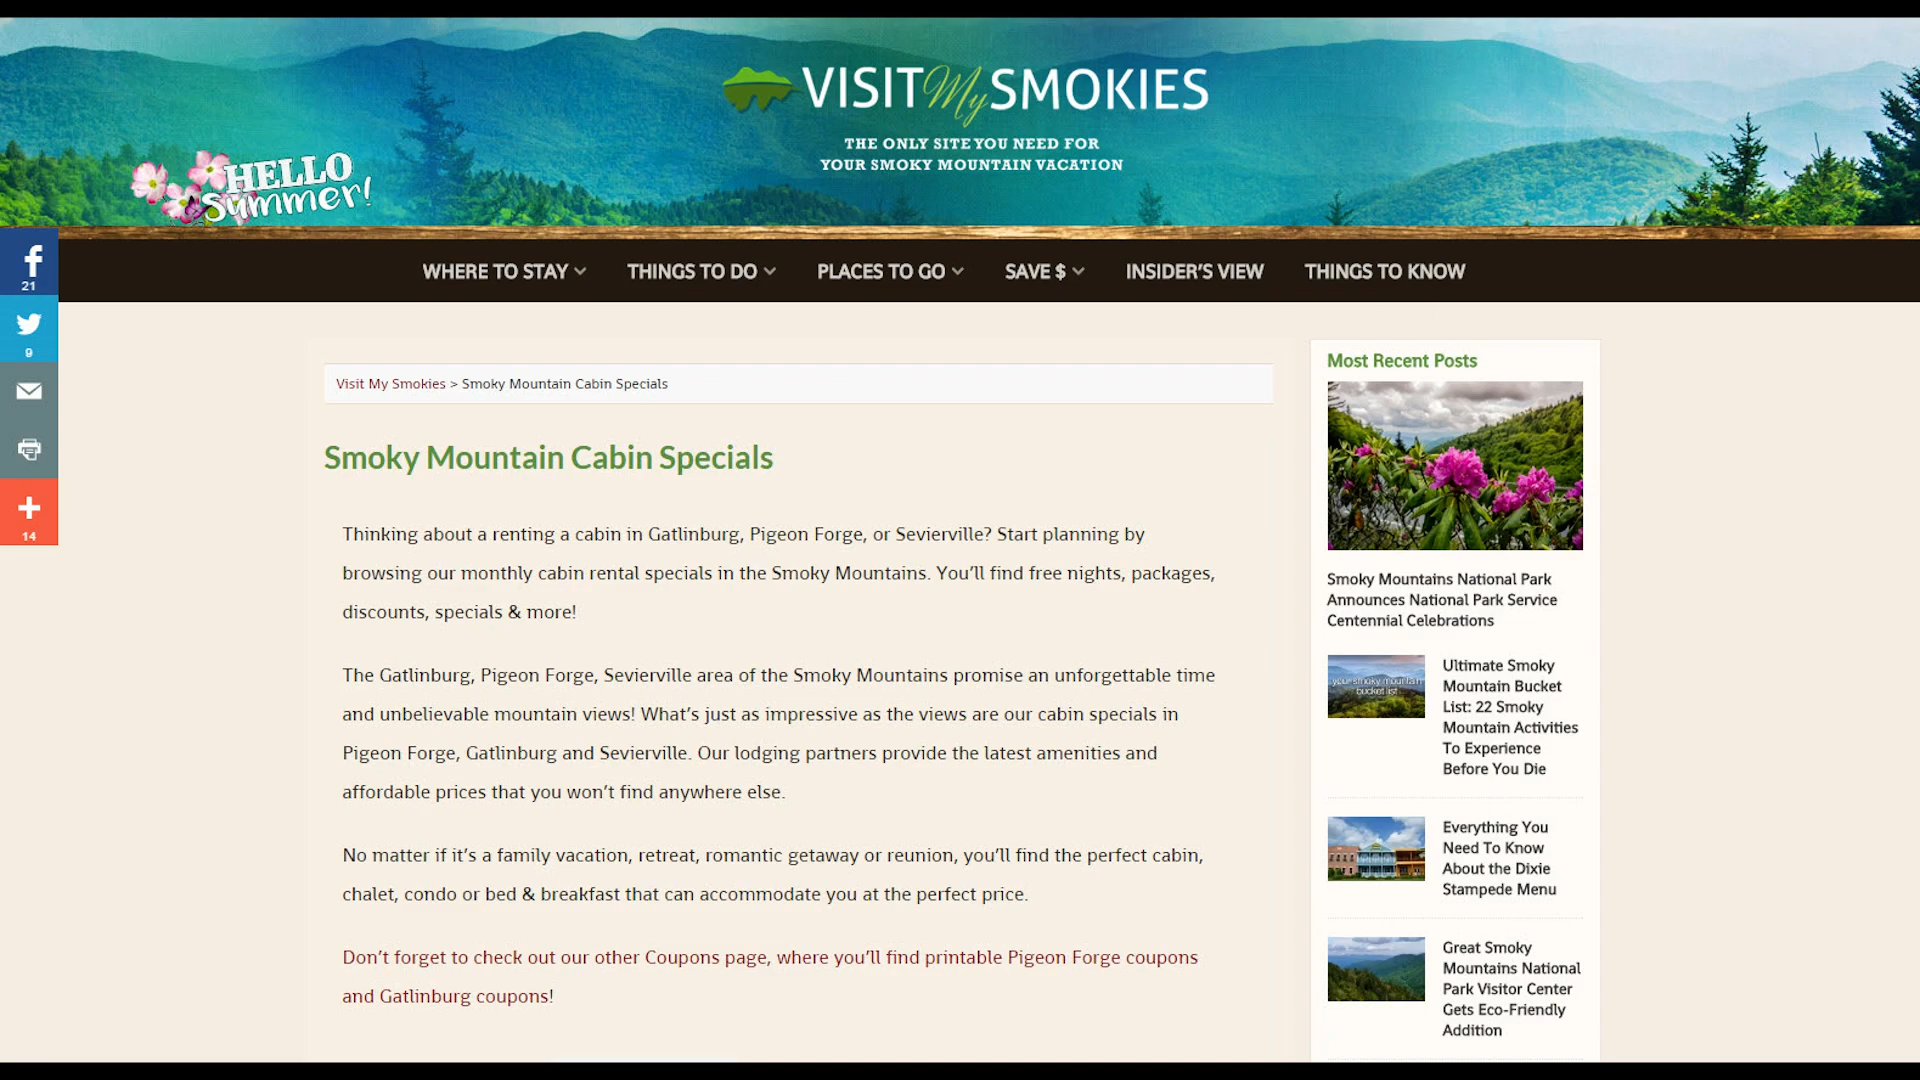 VISIT My SMOKIES
THE ONLY SITE YOU NEED FOR
YOUR SMOKY MOUNTAIN VACATION
HELLO
Summer!
WHERE TO STAY
THINGS TO DO
PLACES TO GO
SAVE $
INSIDER'S VIEW
THINGS TO KNOW
21
9
14
Visit My Smokies > Smoky Mountain Cabin Specials
Smoky Mountain Cabin Specials
Thinking about a renting a cabin in Gatlinburg, Pigeon Forge, or Sevierville? Start planning by
browsing our monthly cabin rental specials in the Smoky Mountains. You'll find free nights, packages,
discounts, specials & more!
The Gatlinburg, Pigeon Forge, Sevierville area of the Smoky Mountains promise an unforgettable time
and unbelievable mountain views! What's just as impressive as the views are our cabin specials in
Pigeon Forge, Gatlinburg and Sevierville. Our lodging partners provide the latest amenities and
affordable prices that you won't find anywhere else.
No matter if it's a family vacation, retreat, romantic getaway or reunion, you'll find the perfect cabin,
chalet, condo or bed & breakfast that can accommodate you at the perfect price.
Don't forget to check out our other Coupons page, where you'll find printable Pigeon Forge coupons
and Gatlinburg coupons!
Most Recent Posts
Smoky Mountains National Park
Announces National Park Service
Centennial Celebrations
your smoky mountain
bucket list
Ultimate Smoky
Mountain Bucket
List: 22 Smoky
Mountain Activities
To Experience
Before You Die
Everything You
Need To Know
About the Dixie
Stampede Menu
Great Smoky
Mountains National
Park Visitor Center
Gets Eco-Friendly
Addition